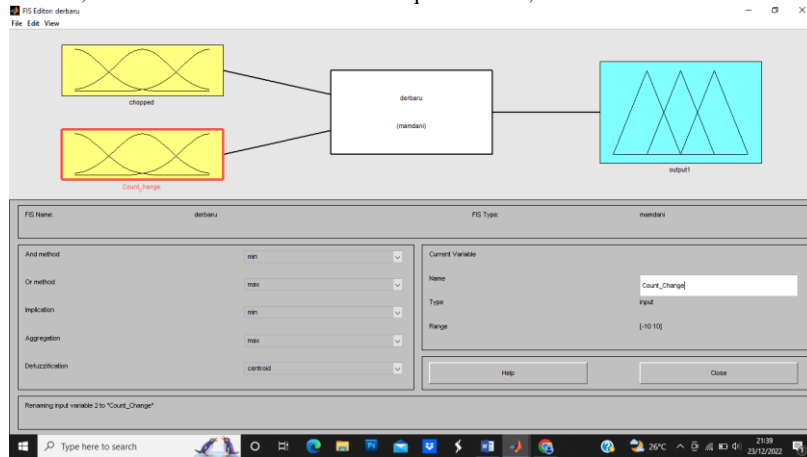 FIS Editor: derbaru
File Edit View
chopped
derbaru
(mamdani)
output1
Count_Change
FIS Name: derbaru FIS Type: mamdani
And method min
Or method max
Implication min
Aggregation max
Defuzzification centroid
Current Variable
Name Count_Change
Type input
Range [-10 10]
Help Close
Renaming input variable 2 to "Count_Change"
Type here to search
26°C
21:39
23/12/2022